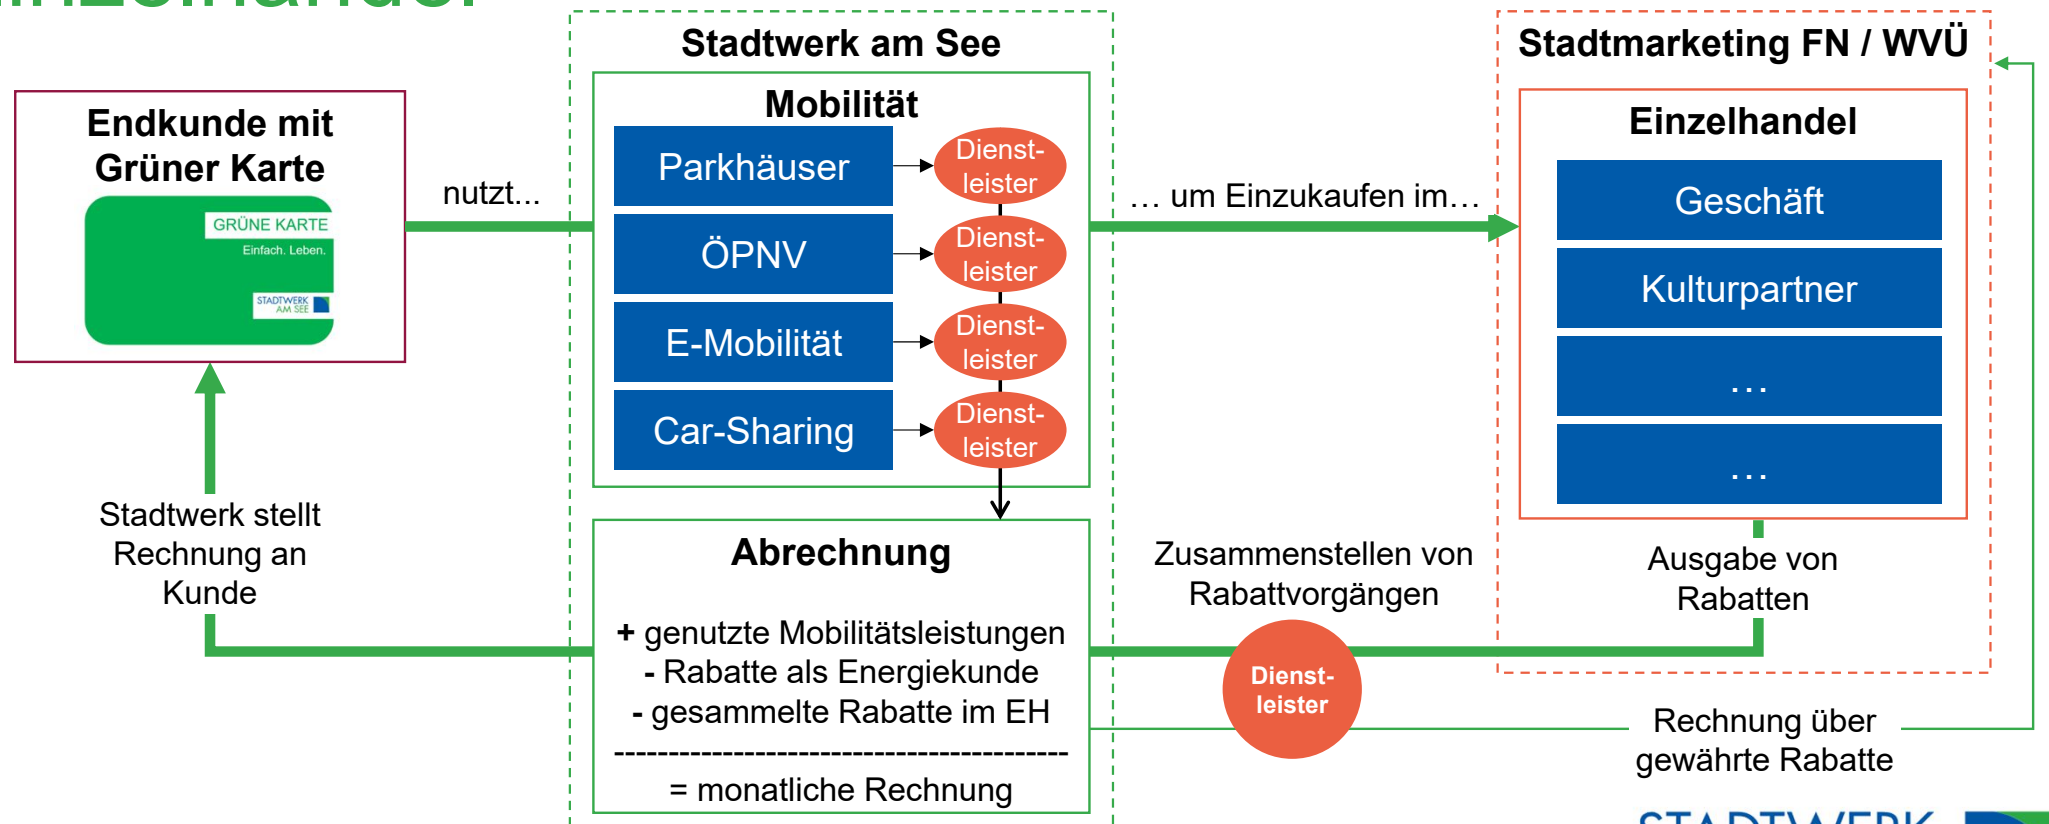 Einzelhandel
Stadtwerk am See
Stadtmarketing FN / WVÜ
Endkunde mit
Grüner Karte
GRÜNE KARTE
Einfach. Leben.
STADTWERK
AM SEE
nutzt...
Mobilität
Parkhäuser
Dienst-
leister
ÖPNV
Dienst-
leister
E-Mobilität
Dienst-
leister
Car-Sharing
Dienst-
leister
… um Einzukaufen im…
Einzelhandel
Geschäft
Kulturpartner
…
…
Stadtwerk stellt
Rechnung an
Kunde
Abrechnung
+ genutzte Mobilitätsleistungen
- Rabatte als Energiekunde
- gesammelte Rabatte im EH
------------------------------------------
= monatliche Rechnung
Zusammenstellen von
Rabattvorgängen
Dienst-
leister
Ausgabe von
Rabatten
Rechnung über
gewährte Rabatte
STADTWERK